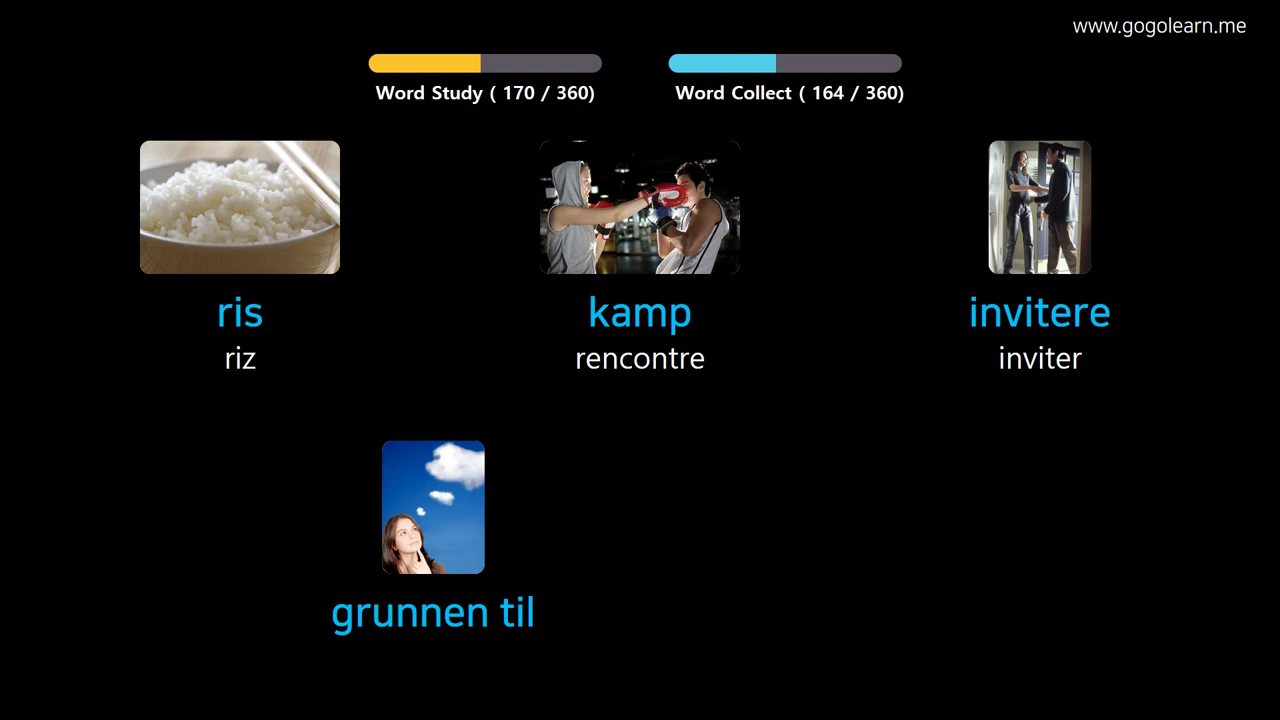 www.gogolearn.me
Word Study ( 170 / 360)
Word Collect ( 164 / 360)
ris
kamp
invitere
riz
rencontre
inviter
grunnen til